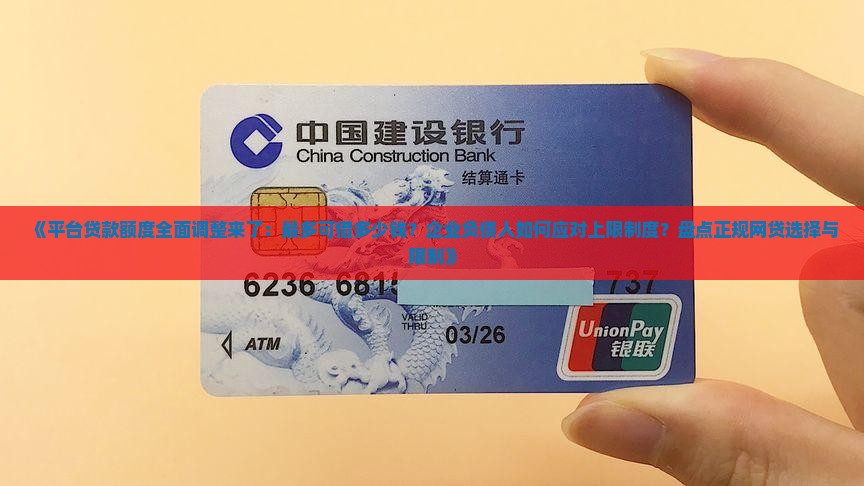 中国建设银行
China Construction Bank
结算通卡
《平台贷款额度全面调整来了：最多可借多少钱？企业负债人如何应对上限制度？盘点正规网贷选择与
限制》
6236 6815 737
VALID
THRU
03/26
ATM
UnionPay
银联